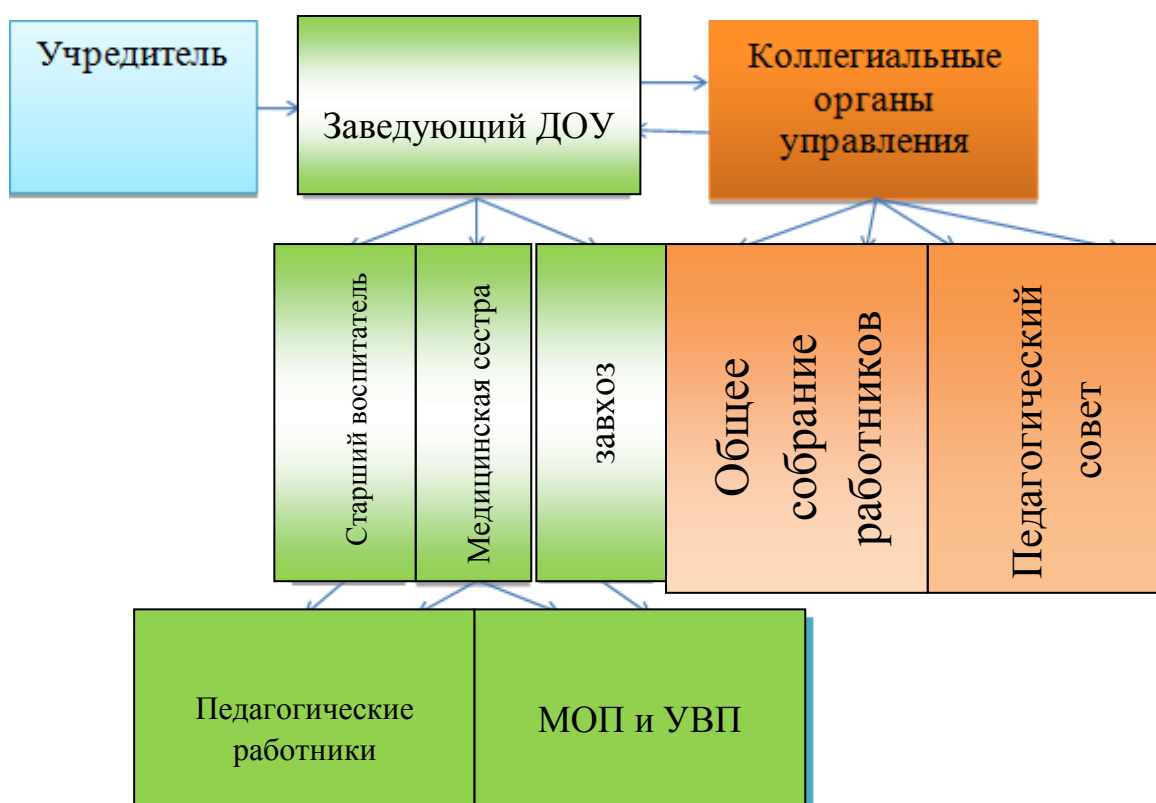 Учредитель
Заведующий ДОУ
Коллегиальные
органы
управления
Старший воспитатель
Медицинская сестра
завхоз
Общее
собрание
работников
Педагогический
совет
Педагогические
работники
МОП и УВП